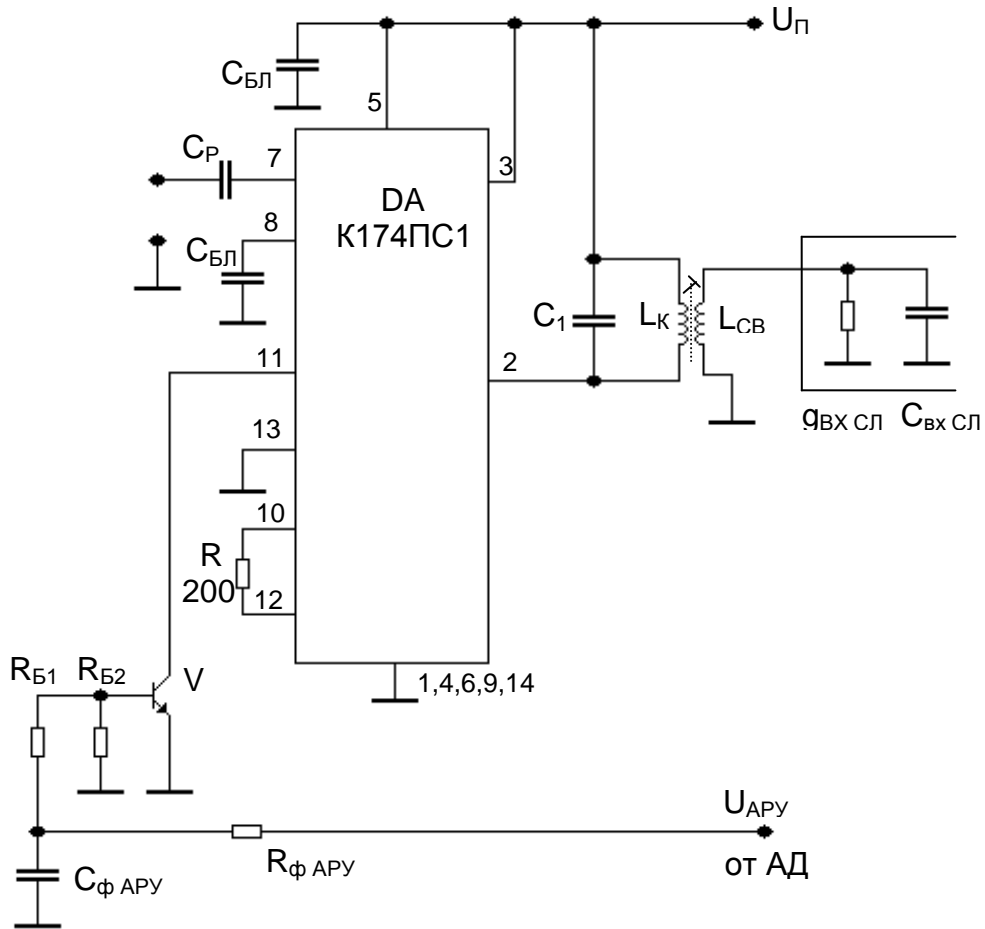 UП
CБЛ
5
CР
7
3
DA
К174ПС1
8
CБЛ
C1
LК
LСВ
11
2
gВХ СЛ
Cвх СЛ
13
10
R
200
12
RБ1
RБ2
V
1,4,6,9,14
UАРУ
Rф АРУ
от АД
Cф АРУ